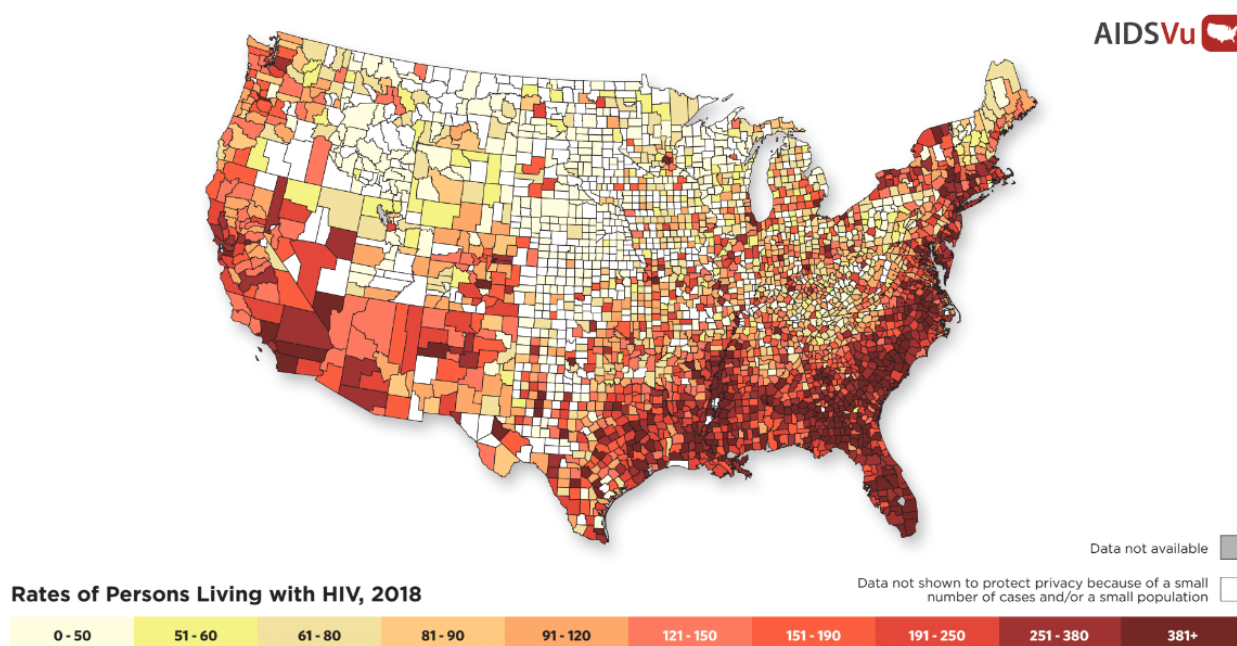 AIDSVu
Data not available
Data not shown to protect privacy because of a small
number of cases and/or a small population
Rates of Persons Living with HIV, 2018
0 - 50
51 - 60
61 - 80
81 - 90
91 - 120
121 - 150
151 - 190
191 - 250
251 - 380
381+